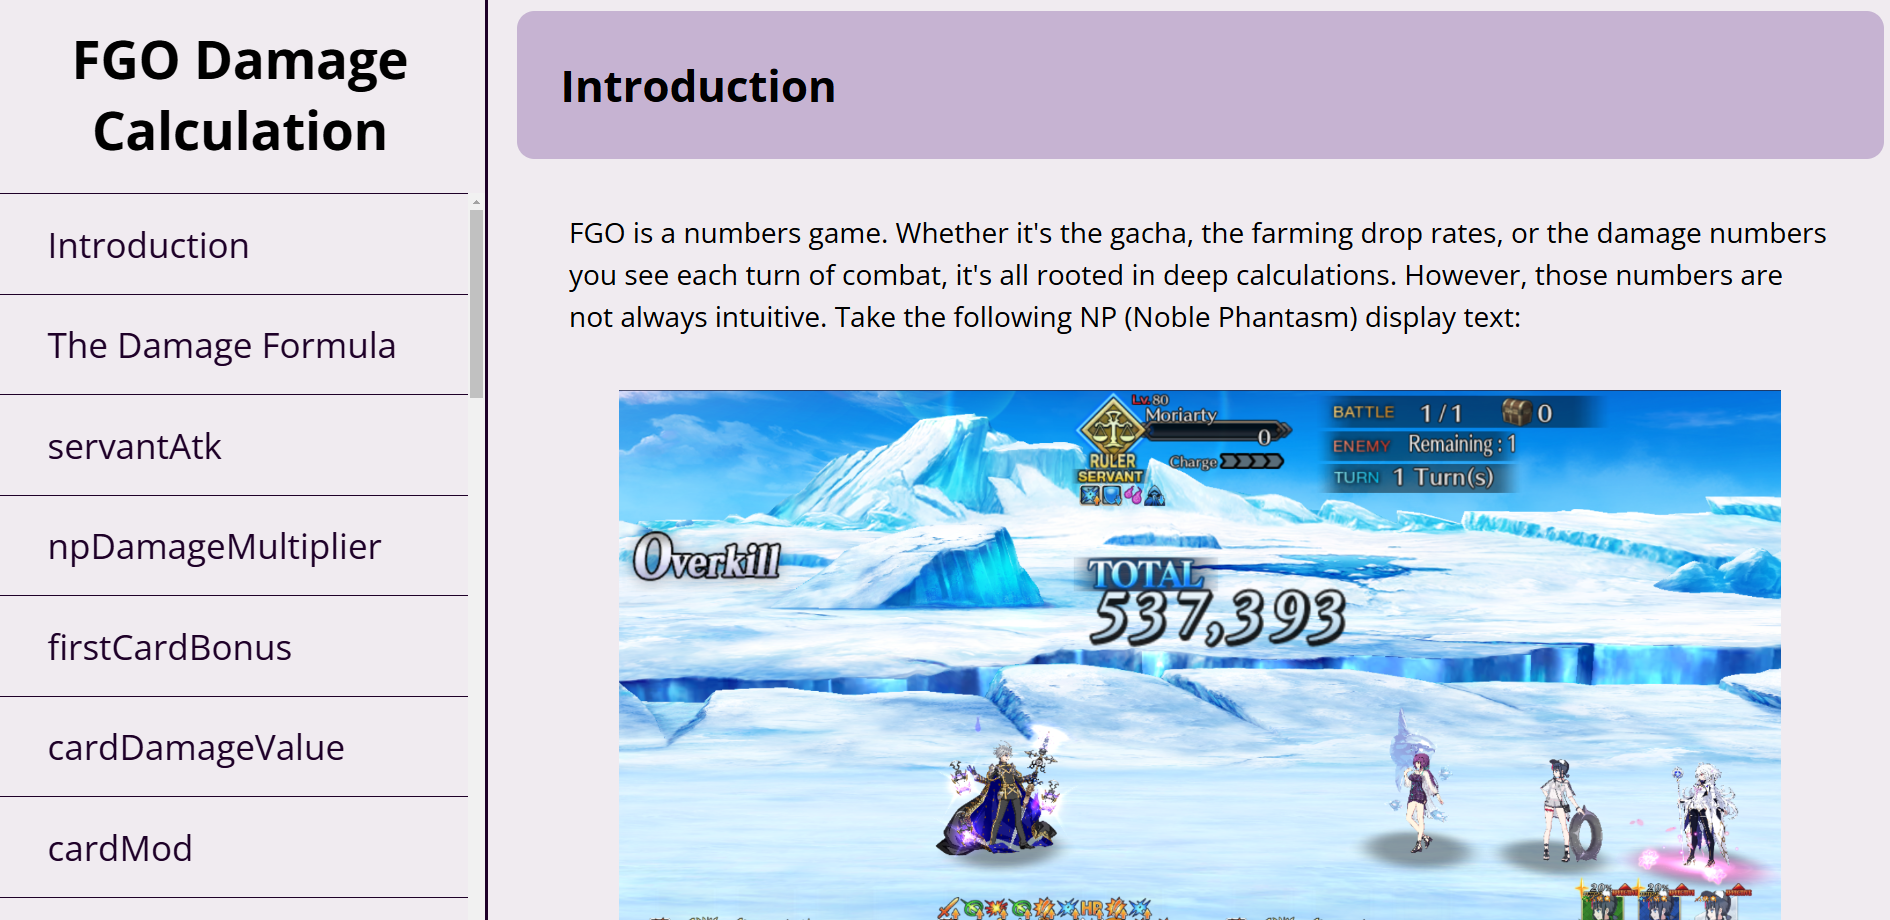 FGO Damage
Calculation
Introduction
The Damage Formula
servantAtk
npDamageMultiplier
firstCardBonus
cardDamageValue
cardMod
Introduction
FGO is a numbers game. Whether it's the gacha, the farming drop rates, or the damage numbers
you see each turn of combat, it's all rooted in deep calculations. However, those numbers are
not always intuitive. Take the following NP (Noble Phantasm) display text:
Lv.80
Moriarty
0
RULER
SERVANT
Charge
BATTLE 1/1 0
ENEMY Remaining : 1
TURN 1 Turn(s)
Overkill
TOTAL
537,393
20% 20%